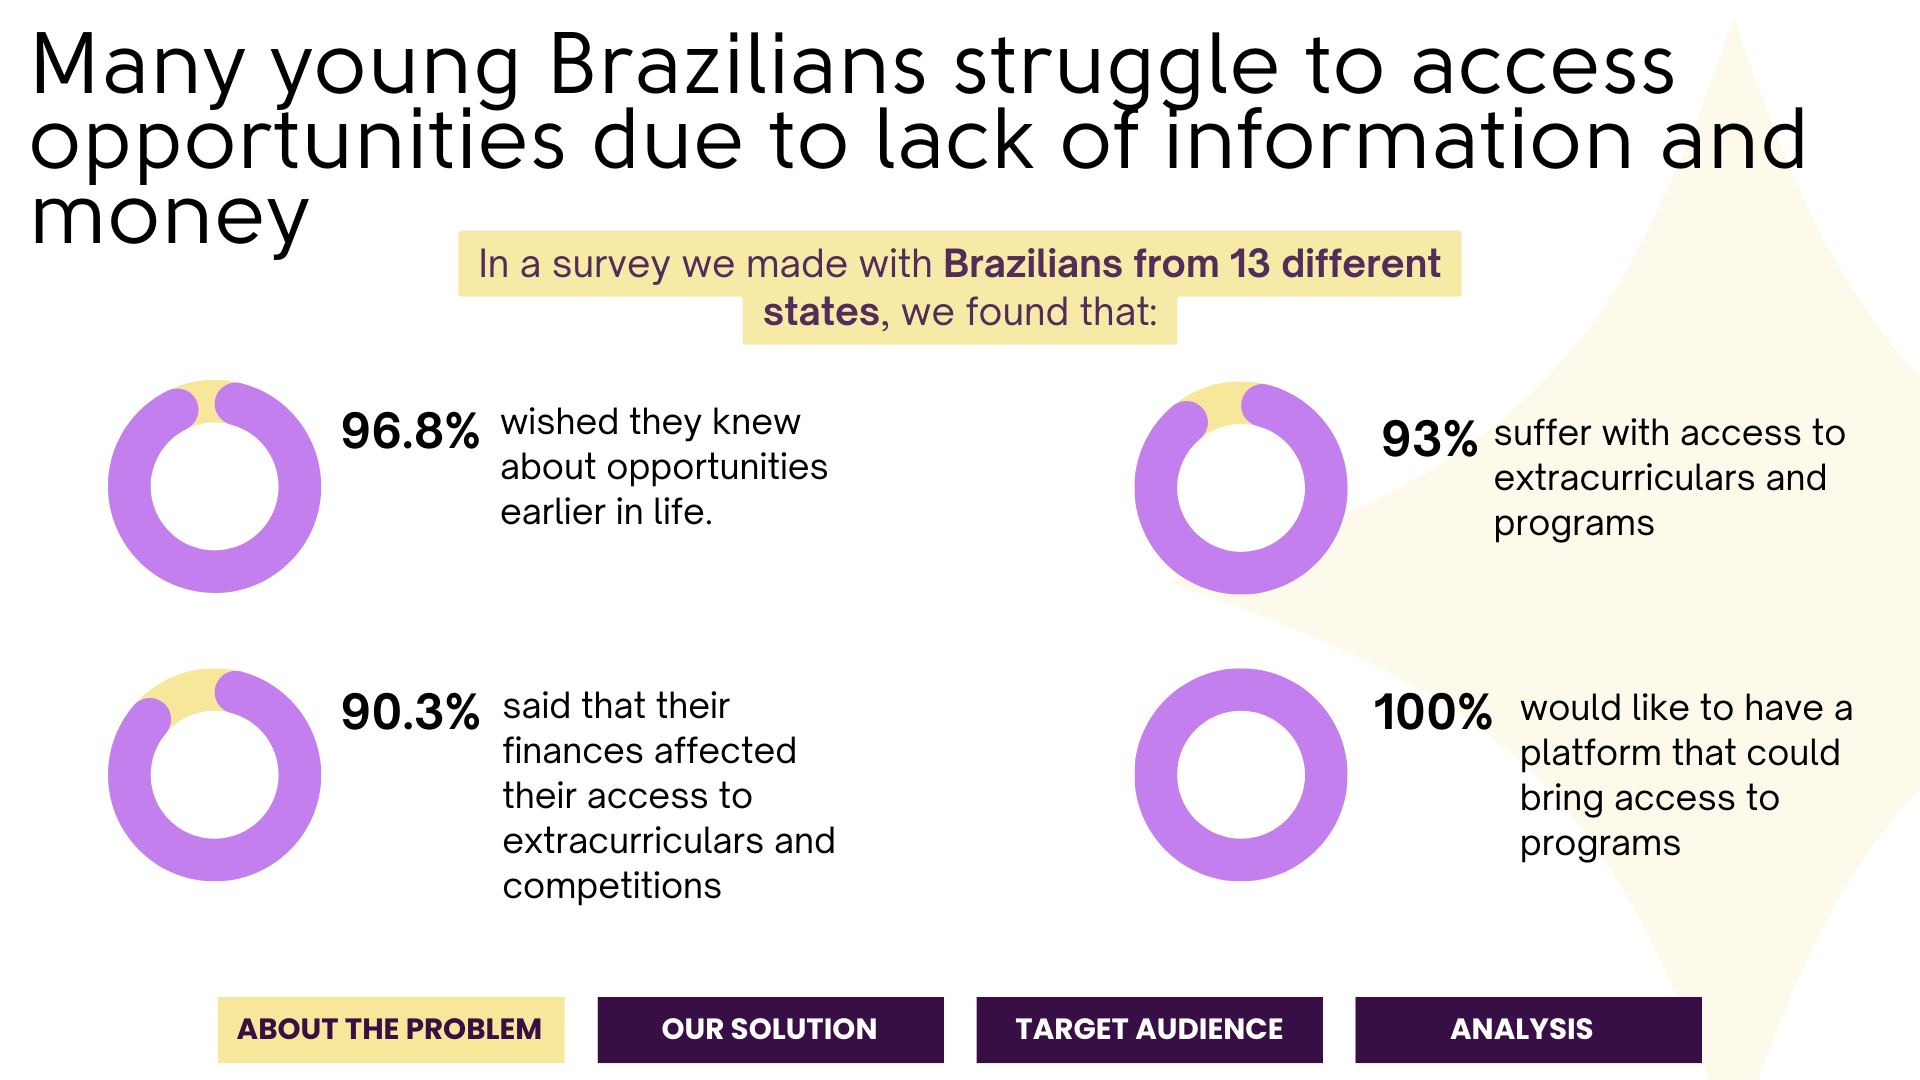 Many young Brazilians struggle to access
opportunities due to lack of information and
money
In a survey we made with Brazilians from 13 different
states, we found that:
96.8%
wished they knew
about opportunities
earlier in life.
93%
suffer with access to
extracurriculars and
programs
90.3%
said that their
finances affected
their access to
extracurriculars and
competitions
100%
would like to have a
platform that could
bring access to
programs
ABOUT THE PROBLEM
OUR SOLUTION
TARGET AUDIENCE
ANALYSIS